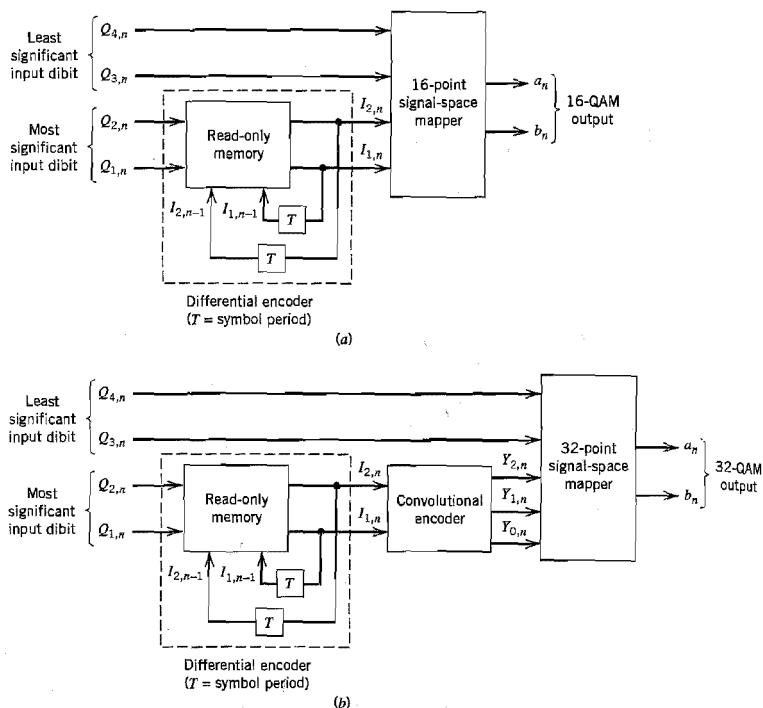 Least
significant
input dibit
Q4,n
Q3,n
Most
significant
input dibit
Q2,n
Q1,n
Read-only
memory
I2,n
I1,n
I2,n−1
I1,n−1
T
T
16-point
signal-space
mapper
an
bn
16-QAM
output
Differential encoder
(T = symbol period)
(a)
Least
significant
input dibit
Q4,n
Q3,n
Most
significant
input dibit
Q2,n
Q1,n
Read-only
memory
I2,n
I1,n
I2,n−1
I1,n−1
T
T
Convolutional
encoder
Y2,n
Y1,n
Y0,n
32-point
signal-space
mapper
an
bn
32-QAM
output
Differential encoder
(T = symbol period)
(b)